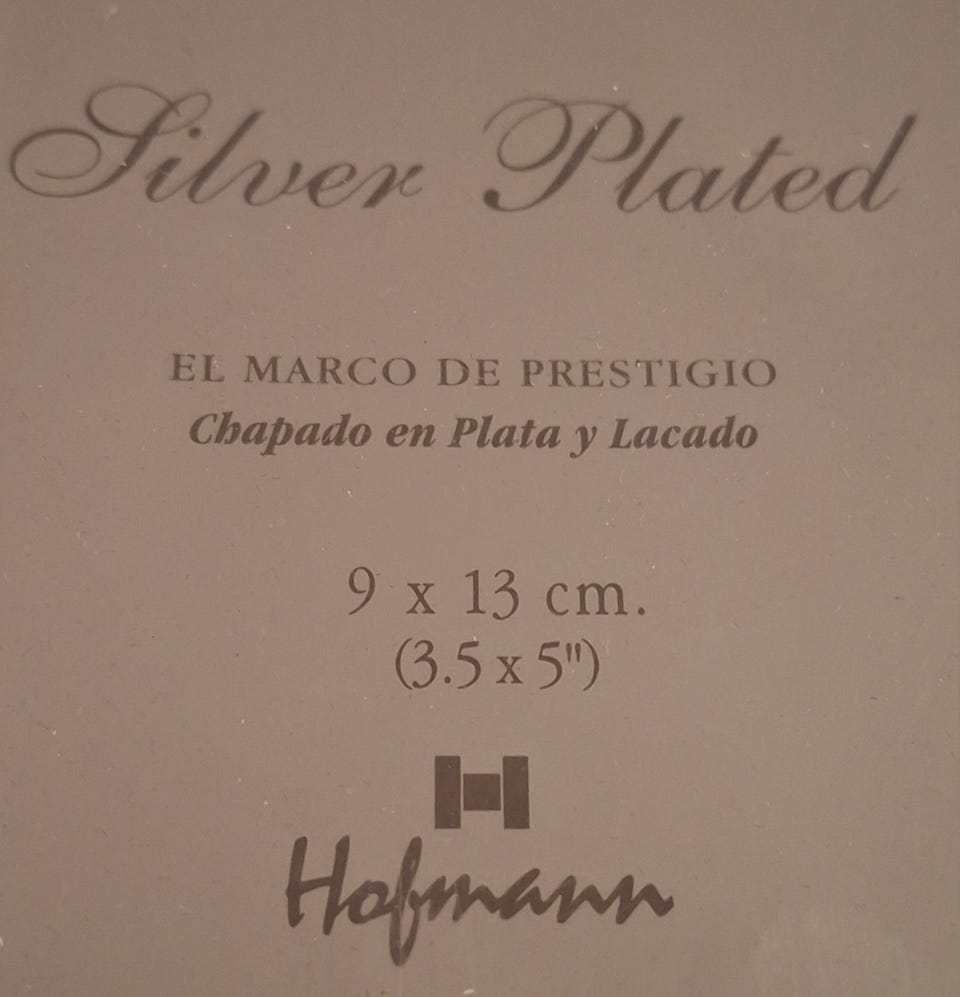 Silver Plated
EL MARCO DE PRESTIGIO
Chapado en Plata y Lacado
9 x 13 cm.
(3.5 x 5")
H
Hofmann